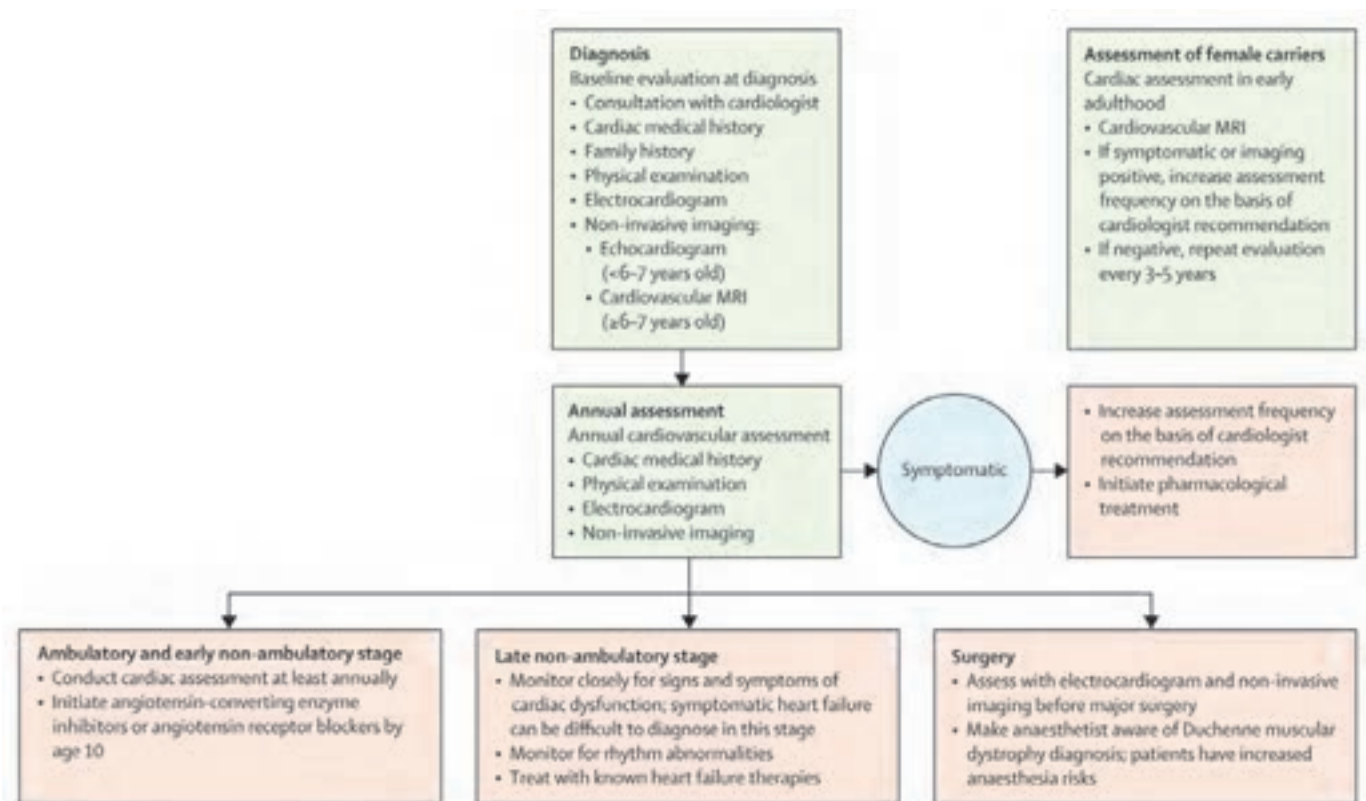 Diagnosis
Baseline evaluation at diagnosis
• Consultation with cardiologist
• Cardiac medical history
• Family history
• Physical examination
• Electrocardiogram
• Non-invasive imaging:
• Echocardiogram
(<6–7 years old)
• Cardiovascular MRI
(≥6–7 years old)
Assessment of female carriers
Cardiac assessment in early
adulthood
• Cardiovascular MRI
• If symptomatic or imaging
positive, increase assessment
frequency on the basis of
cardiologist recommendation
• If negative, repeat evaluation
every 3–5 years
Annual assessment
Annual cardiovascular assessment
• Cardiac medical history
• Physical examination
• Electrocardiogram
• Non-invasive imaging
Symptomatic
• Increase assessment frequency
on the basis of cardiologist
recommendation
• Initiate pharmacological
treatment
Ambulatory and early non-ambulatory stage
• Conduct cardiac assessment at least annually
• Initiate angiotensin-converting enzyme
inhibitors or angiotensin receptor blockers by
age 10
Late non-ambulatory stage
• Monitor closely for signs and symptoms of
cardiac dysfunction; symptomatic heart failure
can be difficult to diagnose in this stage
• Monitor for rhythm abnormalities
• Treat with known heart failure therapies
Surgery
• Assess with electrocardiogram and non-invasive
imaging before major surgery
• Make anaesthetist aware of Duchenne muscular
dystrophy diagnosis; patients have increased
anaesthesia risks